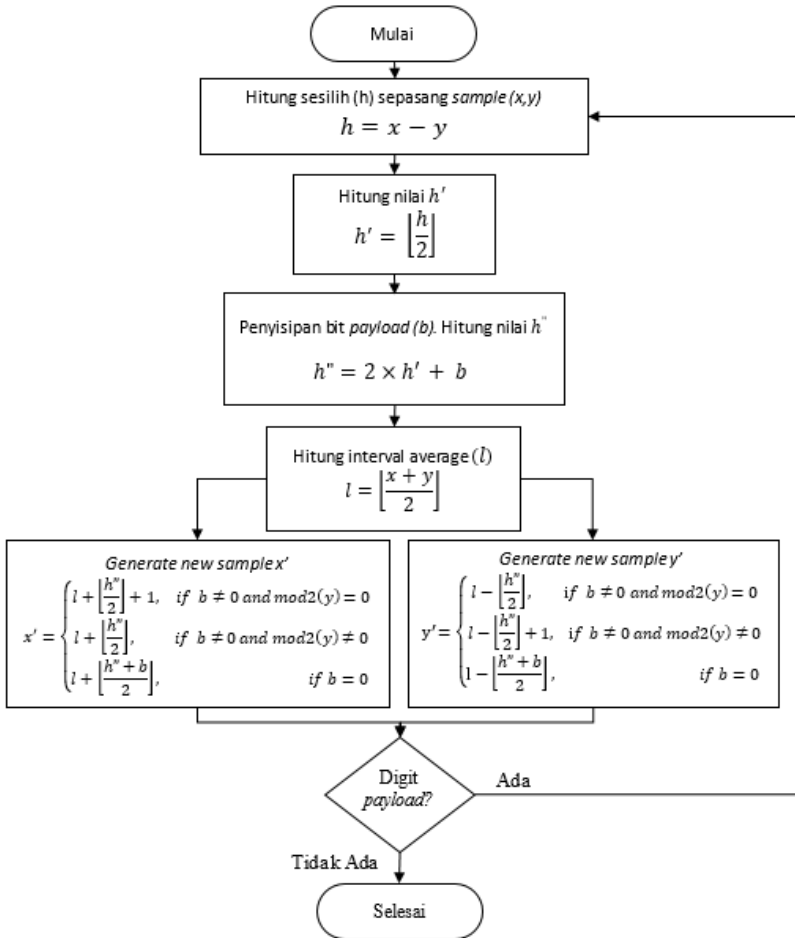 Mulai
Hitung sesilih (h) sepasang sample (x,y)
h = x − y
Hitung nilai h′
h′ = ⌊h/2⌋
Penyisipan bit payload (b). Hitung nilai h"
h" = 2 × h′ + b
Hitung interval average (l)
l = ⌊(x + y)/2⌋
Generate new sample x′
x′ = { l + ⌊h"/2⌋ + 1, if b ≠ 0 and mod2(y) = 0
l + ⌊h"/2⌋, if b ≠ 0 and mod2(y) ≠ 0
l + ⌊(h" + b)/2⌋, if b = 0
Generate new sample y′
y′ = { l − ⌊h"/2⌋, if b ≠ 0 and mod2(y) = 0
l − ⌊h"/2⌋ + 1, if b ≠ 0 and mod2(y) ≠ 0
l − ⌊(h" + b)/2⌋, if b = 0
Digit
payload?
Ada
Tidak Ada
Selesai